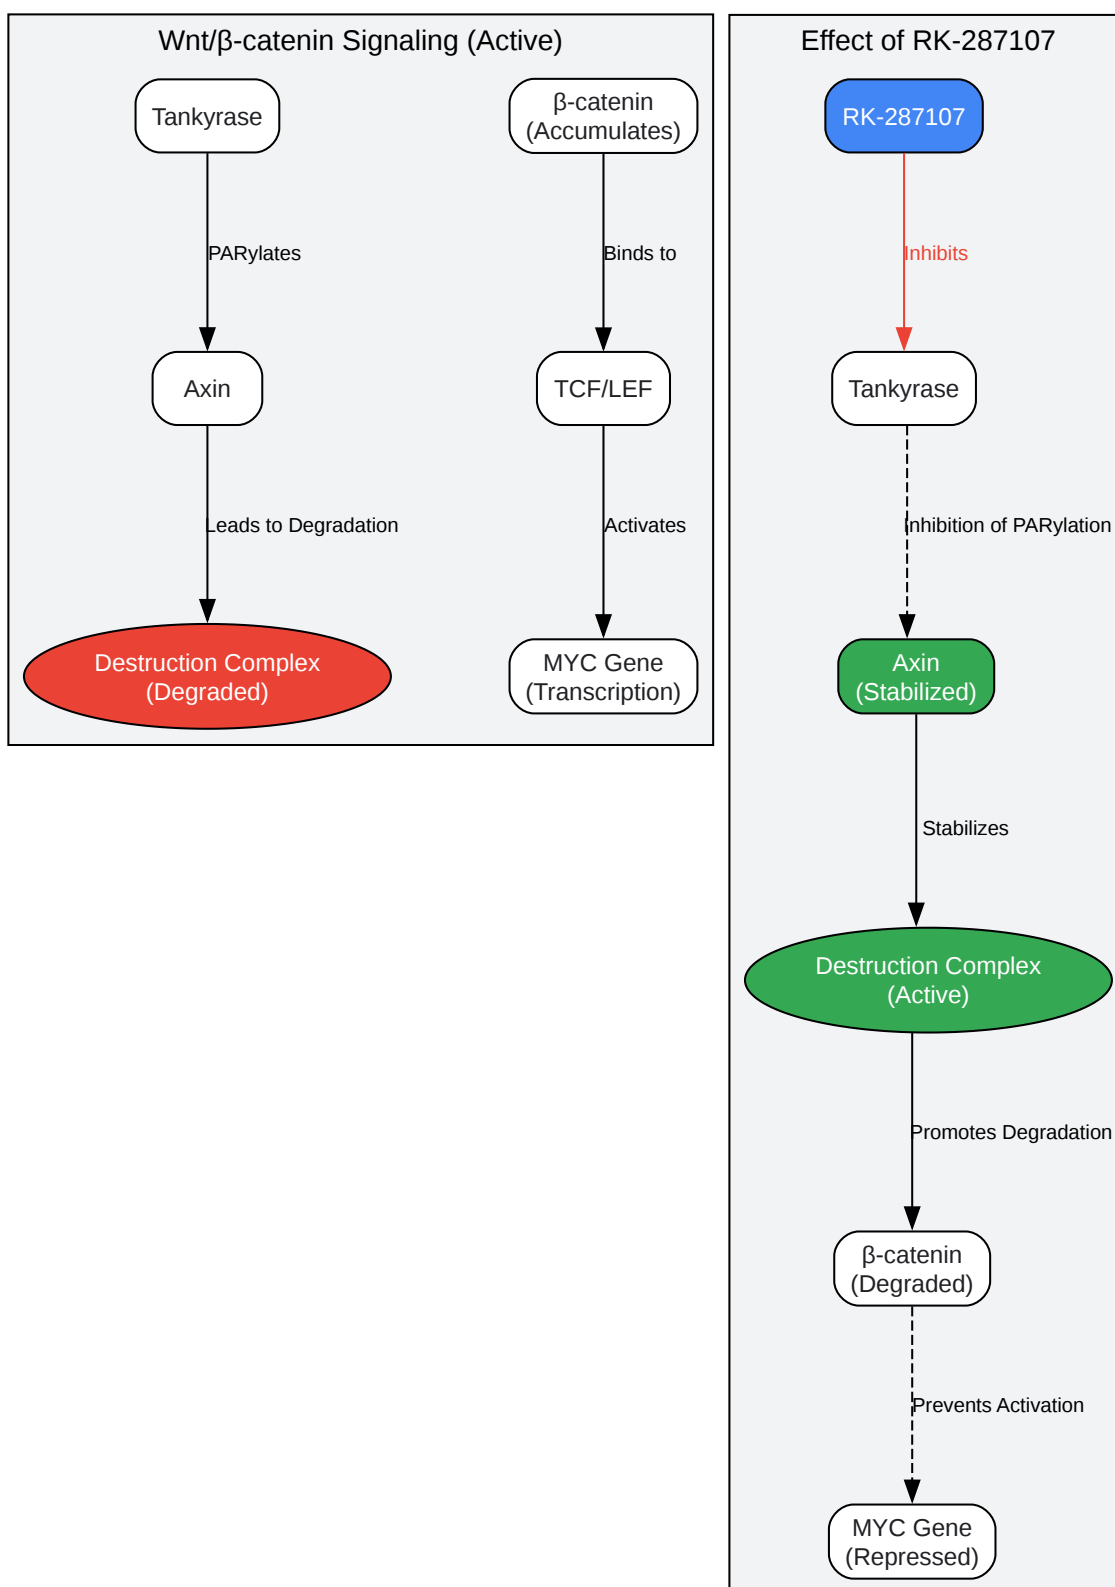 Wnt/β-catenin Signaling (Active)
Tankyrase
PARylates
Axin
Leads to Degradation
Destruction Complex
(Degraded)
β-catenin
(Accumulates)
Binds to
TCF/LEF
Activates
MYC Gene
(Transcription)
Effect of RK-287107
RK-287107
Inhibits
Tankyrase
Inhibition of PARylation
Axin
(Stabilized)
Stabilizes
Destruction Complex
(Active)
Promotes Degradation
β-catenin
(Degraded)
Prevents Activation
MYC Gene
(Repressed)